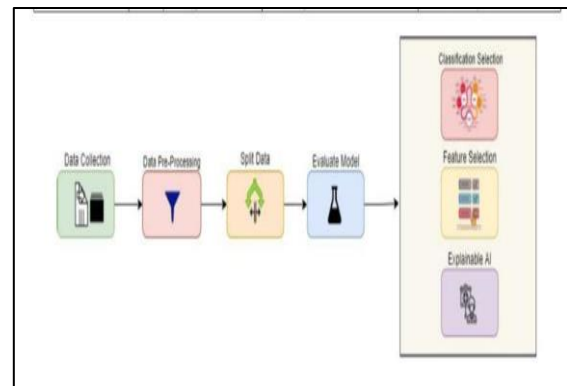 Data Collection
Data Pre-Processing
Split Data
Evaluate Model
Classification Selection
Feature Selection
Explainable AI